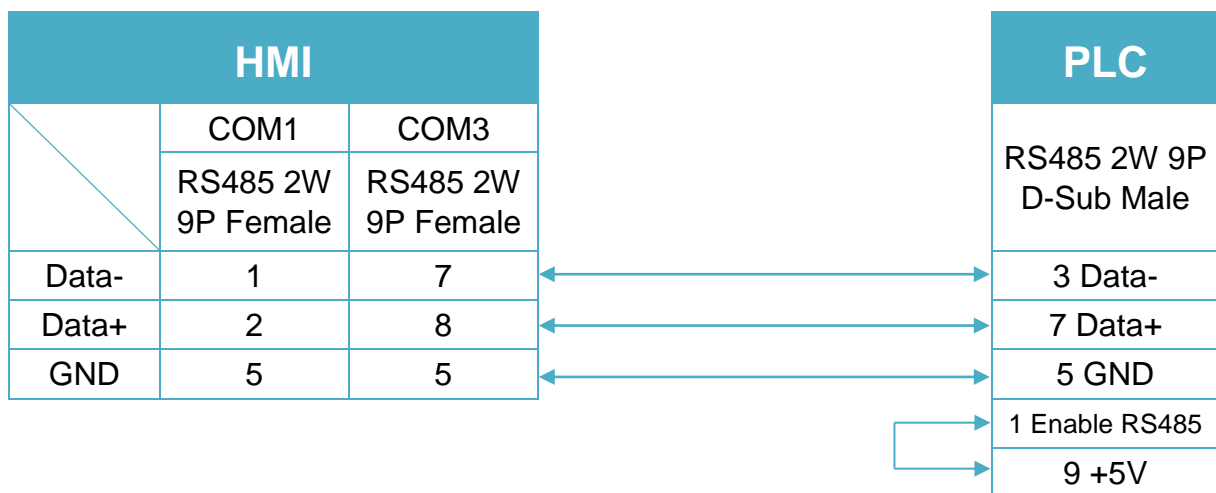 HMI
PLC
COM1 COM3
RS485 2W
9P Female
RS485 2W
9P Female
RS485 2W 9P
D-Sub Male
Data- 1 7 3 Data-
Data+ 2 8 7 Data+
GND 5 5 5 GND
1 Enable RS485
9 +5V